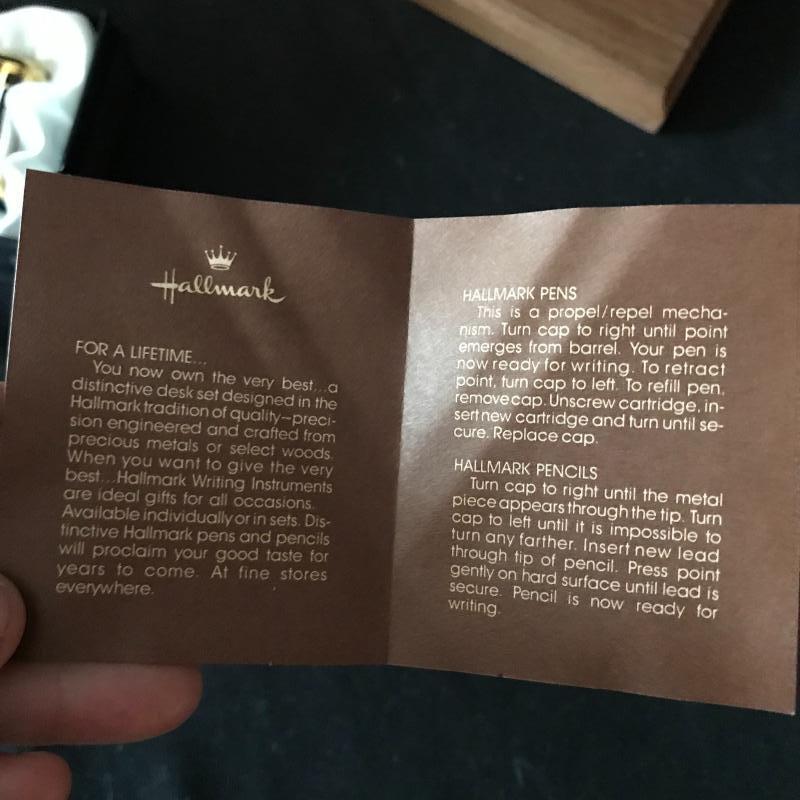 Hallmark
FOR A LIFETIME...
You now own the very best...a
distinctive desk set designed in the
Hallmark tradition of quality–preci-
sion engineered and crafted from
precious metals or select woods.
When you want to give the very
best...Hallmark Writing Instruments
are ideal gifts for all occasions.
Available individually or in sets. Dis-
tinctive Hallmark pens and pencils
will proclaim your good taste for
years to come. At fine stores
everywhere.
HALLMARK PENS
This is a propel/repel mecha-
nism. Turn cap to right until point
emerges from barrel. Your pen is
now ready for writing. To retract
point, turn cap to left. To refill pen,
remove cap. Unscrew cartridge, in-
sert new cartridge and turn until se-
cure. Replace cap.
HALLMARK PENCILS
Turn cap to right until the metal
piece appears through the tip. Turn
cap to left until it is impossible to
turn any farther. Insert new lead
through tip of pencil. Press point
gently on hard surface until lead is
secure. Pencil is now ready for
writing.